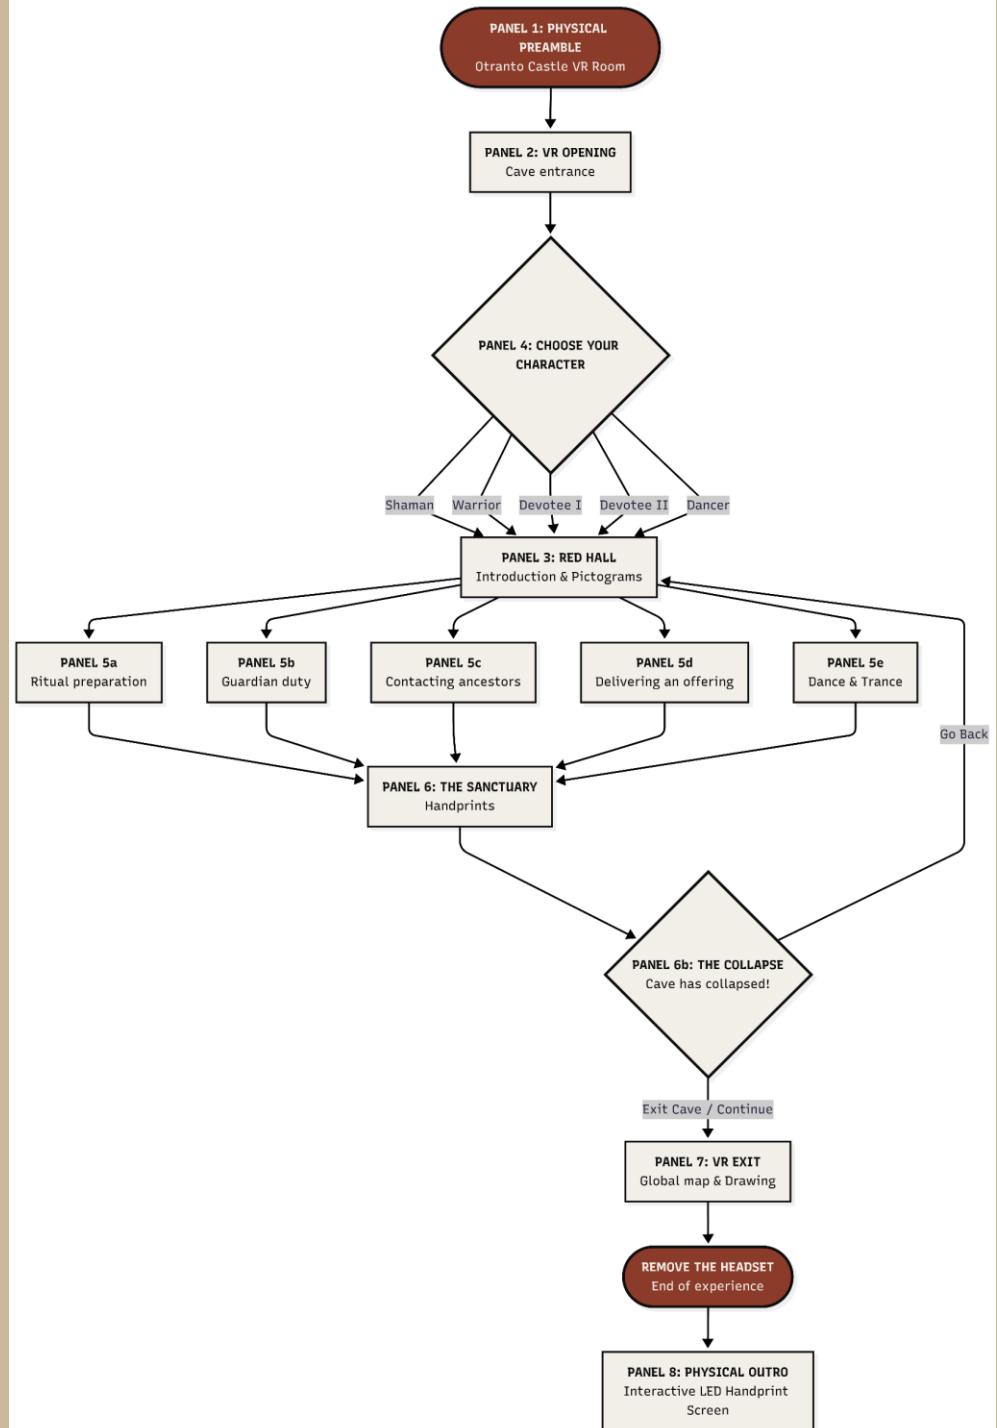 PANEL 1: PHYSICAL
PREAMBLE
Otranto Castle VR Room
PANEL 2: VR OPENING
Cave entrance
PANEL 4: CHOOSE YOUR
CHARACTER
Shaman
Warrior
Devotee I
Devotee II
Dancer
PANEL 3: RED HALL
Introduction & Pictograms
PANEL 5a
Ritual preparation
PANEL 5b
Guardian duty
PANEL 5c
Contacting ancestors
PANEL 5d
Delivering an offering
PANEL 5e
Dance & Trance
Go Back
PANEL 6: THE SANCTUARY
Handprints
PANEL 6b: THE COLLAPSE
Cave has collapsed!
Exit Cave / Continue
PANEL 7: VR EXIT
Global map & Drawing
REMOVE THE HEADSET
End of experience
PANEL 8: PHYSICAL OUTRO
Interactive LED Handprint
Screen